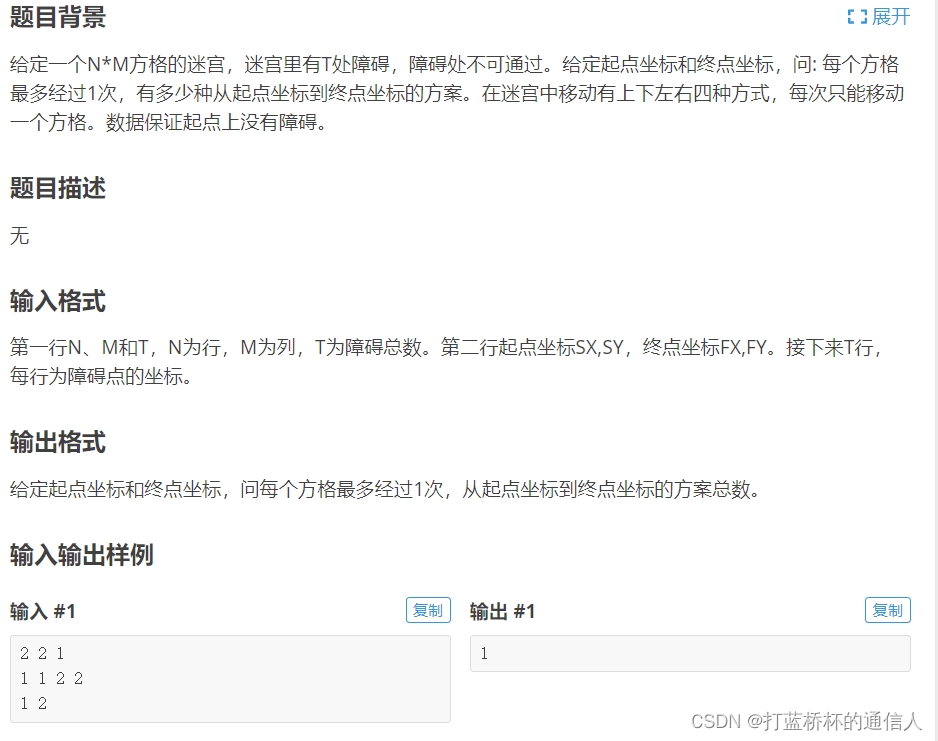 题目背景
展开
给定一个N*M方格的迷宫，迷宫里有T处障碍，障碍处不可通过。给定起点坐标和终点坐标，问: 每个方格
最多经过1次，有多少种从起点坐标到终点坐标的方案。在迷宫中移动有上下左右四种方式，每次只能移动
一个方格。数据保证起点上没有障碍。
题目描述
无
输入格式
第一行N、M和T，N为行，M为列，T为障碍总数。第二行起点坐标SX,SY，终点坐标FX,FY。接下来T行，
每行为障碍点的坐标。
输出格式
给定起点坐标和终点坐标，问每个方格最多经过1次，从起点坐标到终点坐标的方案总数。
输入输出样例
输入 #1
复制
2 2 1
1 1 2 2
1 2
输出 #1
复制
1
CSDN @打蓝桥杯的通信人